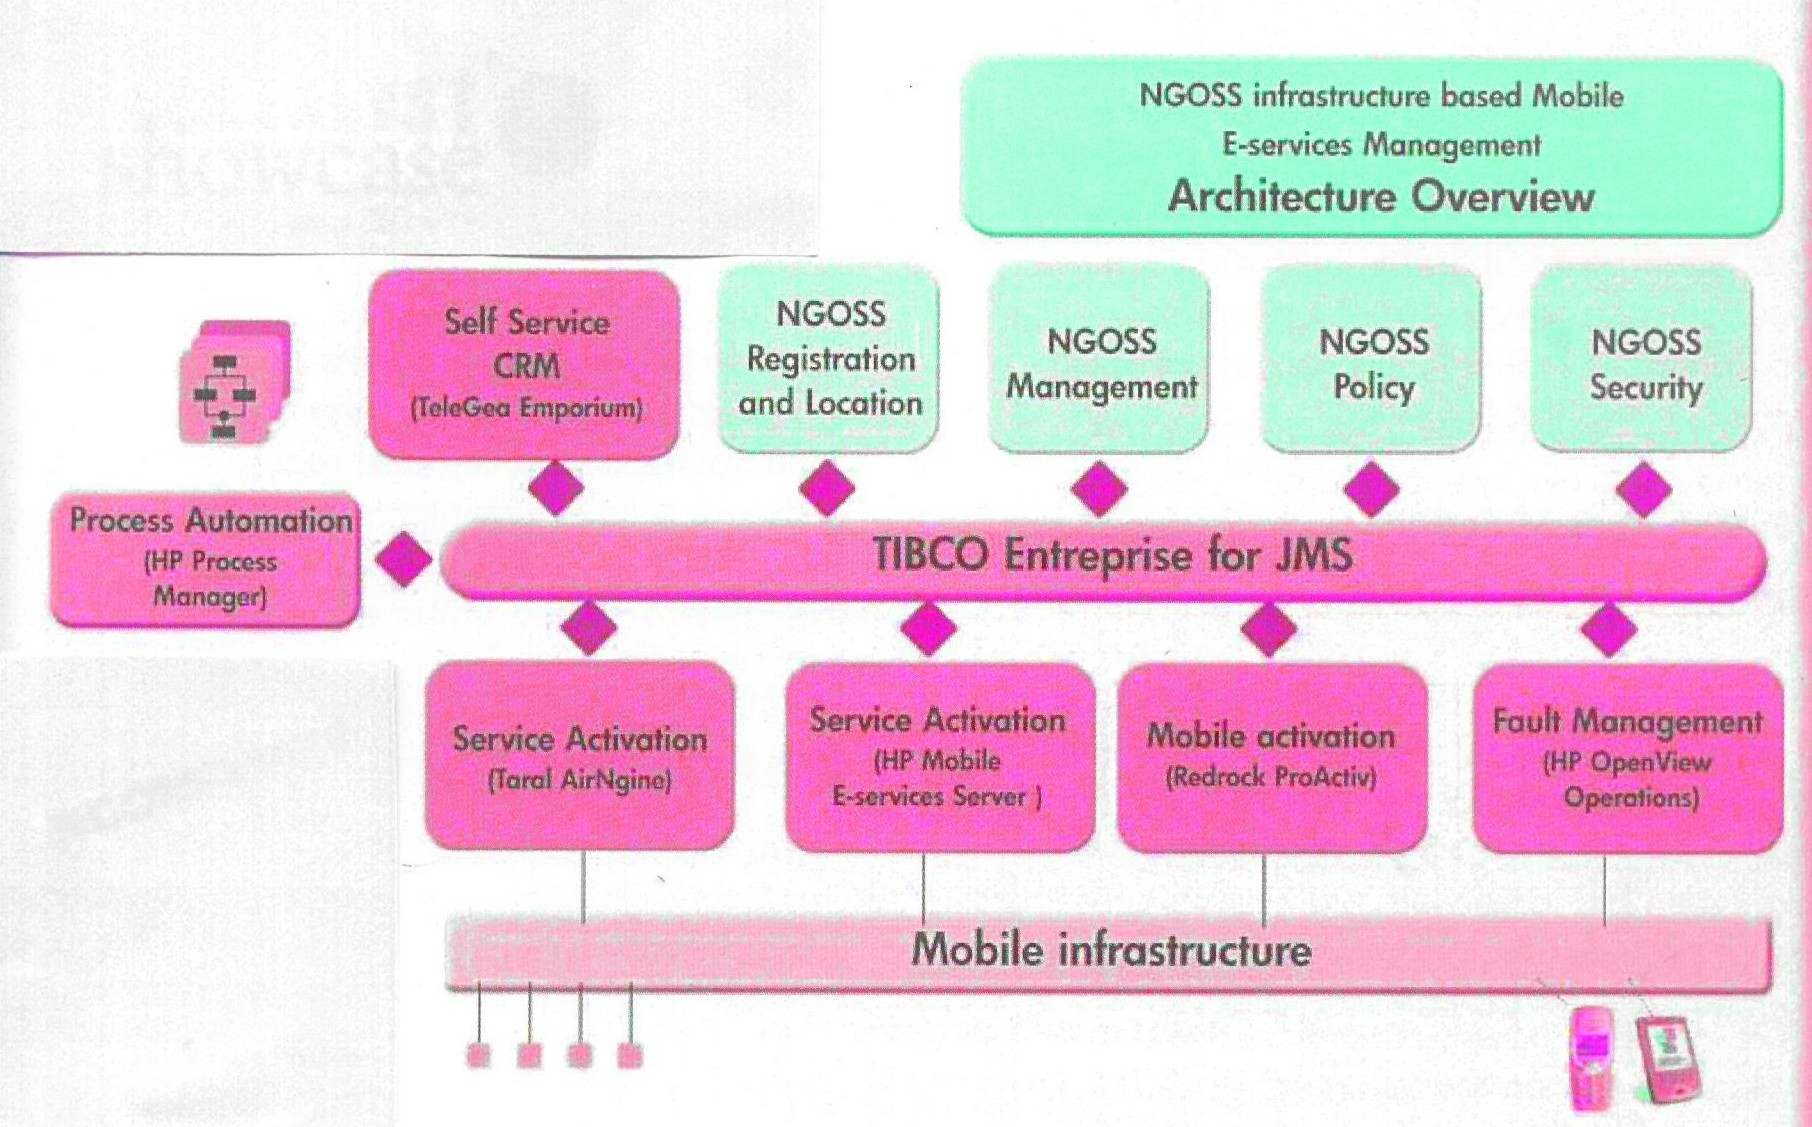 showcase
NGOSS infrastructure based Mobile
E-services Management
Architecture Overview
Self Service
CRM
(TeleGea Emporium)
NGOSS
Registration
and Location
NGOSS
Management
NGOSS
Policy
NGOSS
Security
Process Automation
(HP Process
Manager)
TIBCO Entreprise for JMS
Service Activation
(Taral AirNgine)
Service Activation
(HP Mobile
E-services Server )
Mobile activation
(Redrock ProActiv)
Fault Management
(HP OpenView
Operations)
Mobile infrastructure